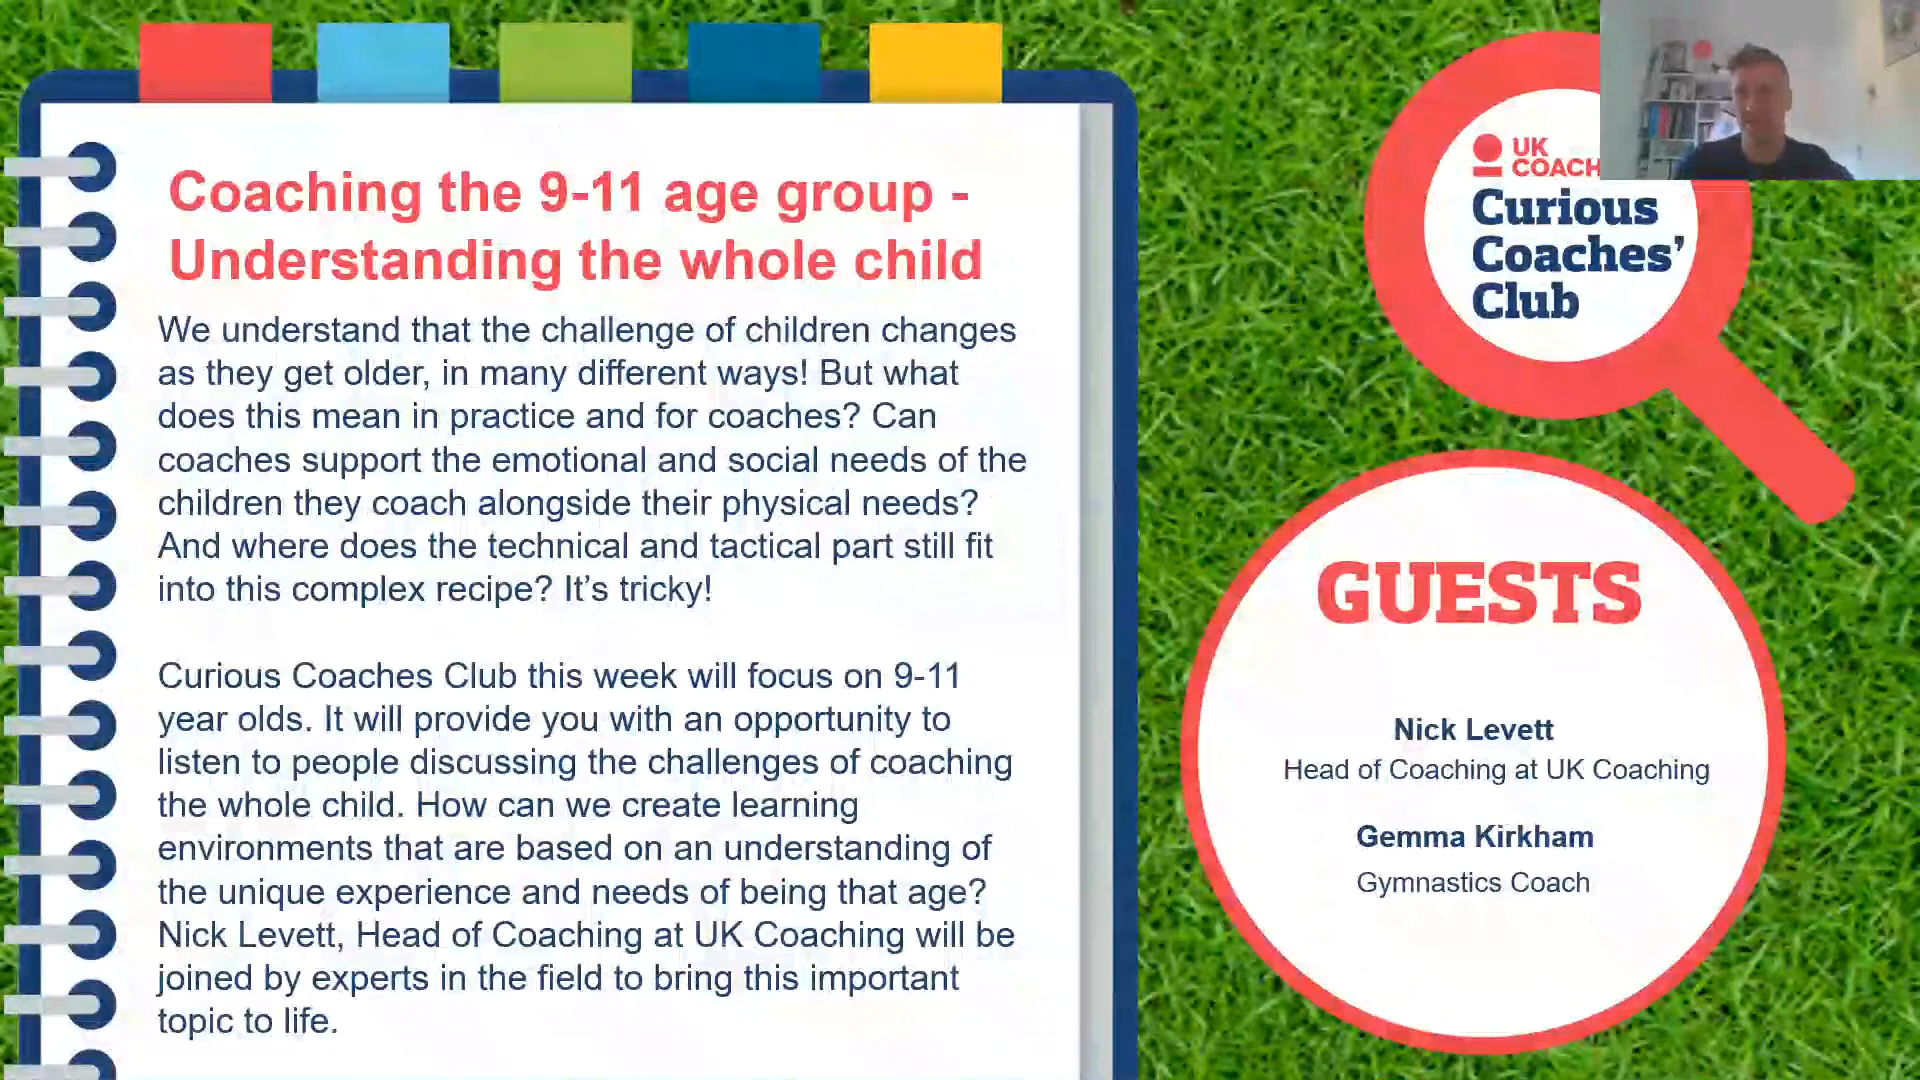 Coaching the 9-11 age group -
Understanding the whole child
We understand that the challenge of children changes
as they get older, in many different ways! But what
does this mean in practice and for coaches? Can
coaches support the emotional and social needs of the
children they coach alongside their physical needs?
And where does the technical and tactical part still fit
into this complex recipe? It’s tricky!
Curious Coaches Club this week will focus on 9-11
year olds. It will provide you with an opportunity to
listen to people discussing the challenges of coaching
the whole child. How can we create learning
environments that are based on an understanding of
the unique experience and needs of being that age?
Nick Levett, Head of Coaching at UK Coaching will be
joined by experts in the field to bring this important
topic to life.
UK
COACH
Curious
Coaches’
Club
GUESTS
Nick Levett
Head of Coaching at UK Coaching
Gemma Kirkham
Gymnastics Coach